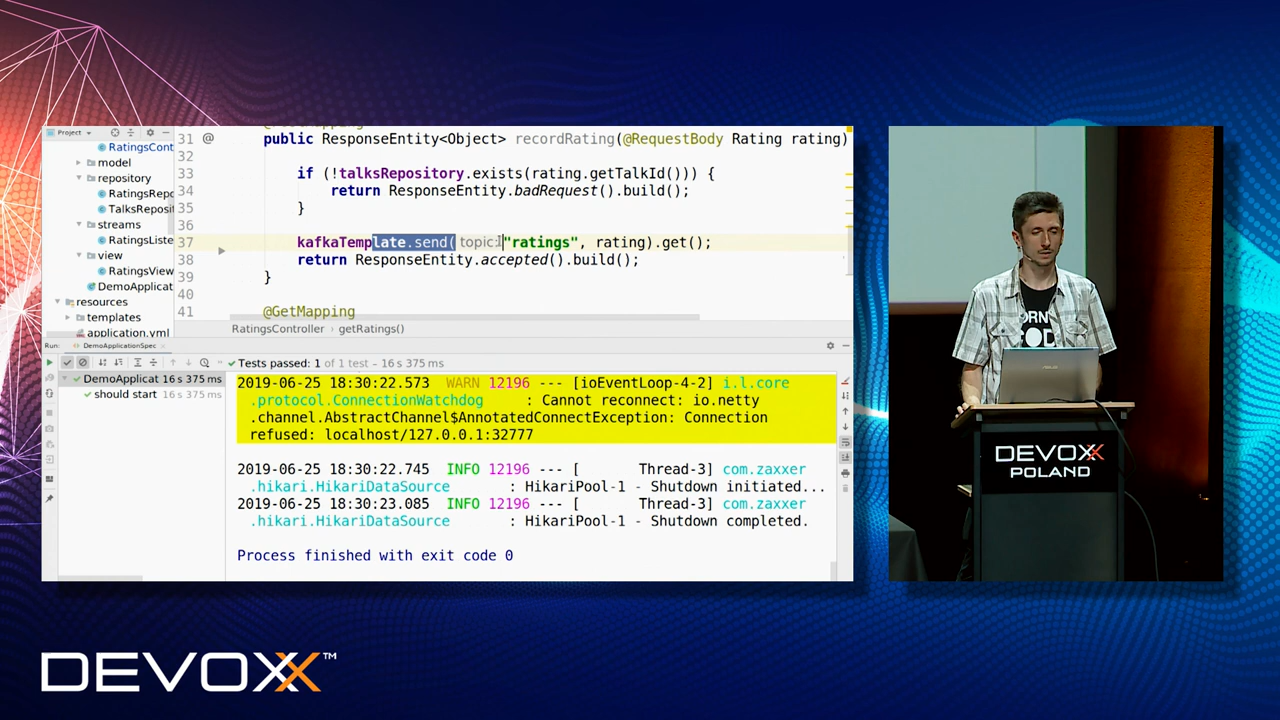 Project
RatingsCont
model
repository
RatingsRepo
TalksReposit
streams
RatingsListe
view
RatingsView
DemoApplicat
resources
templates
application.yml
31 @ public ResponseEntity<Object> recordRating(@RequestBody Rating rating)
32
33 if (!talksRepository.exists(rating.getTalkId())) {
34 return ResponseEntity.badRequest().build();
35 }
36
37 kafkaTemplate.send( topic: "ratings", rating).get();
38 return ResponseEntity.accepted().build();
39 }
40
41 @GetMapping
RatingsController › getRatings()
Run: DemoApplicationSpec
Tests passed: 1 of 1 test – 16 s 375 ms
DemoApplicat 16 s 375 ms
should start 16 s 375 ms
2019-06-25 18:30:22.573 WARN 12196 --- [ioEventLoop-4-2] i.l.core
.protocol.ConnectionWatchdog : Cannot reconnect: io.netty
.channel.AbstractChannel$AnnotatedConnectException: Connection
refused: localhost/127.0.0.1:32777
2019-06-25 18:30:22.745 INFO 12196 --- [ Thread-3] com.zaxxer
.hikari.HikariDataSource : HikariPool-1 - Shutdown initiated...
2019-06-25 18:30:23.085 INFO 12196 --- [ Thread-3] com.zaxxer
.hikari.HikariDataSource : HikariPool-1 - Shutdown completed.
Process finished with exit code 0
DEVOXX
POLAND
DEVOXX™